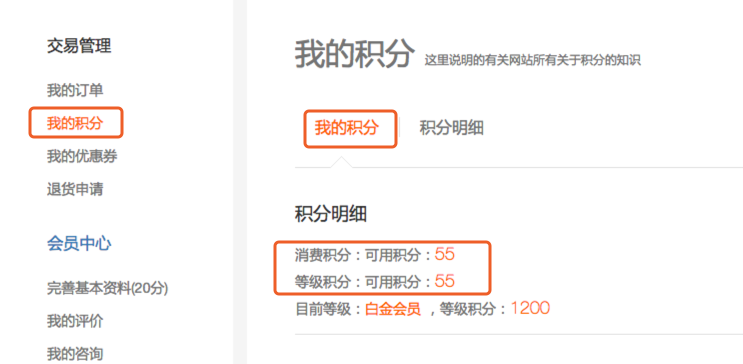 交易管理
我的订单
我的积分
我的优惠券
退货申请
会员中心
完善基本资料(20分)
我的评价
我的咨询
我的积分 这里说明的有关网站所有关于积分的知识
我的积分 积分明细
积分明细
消费积分：可用积分：55
等级积分：可用积分：55
目前等级：白金会员 ，等级积分：1200